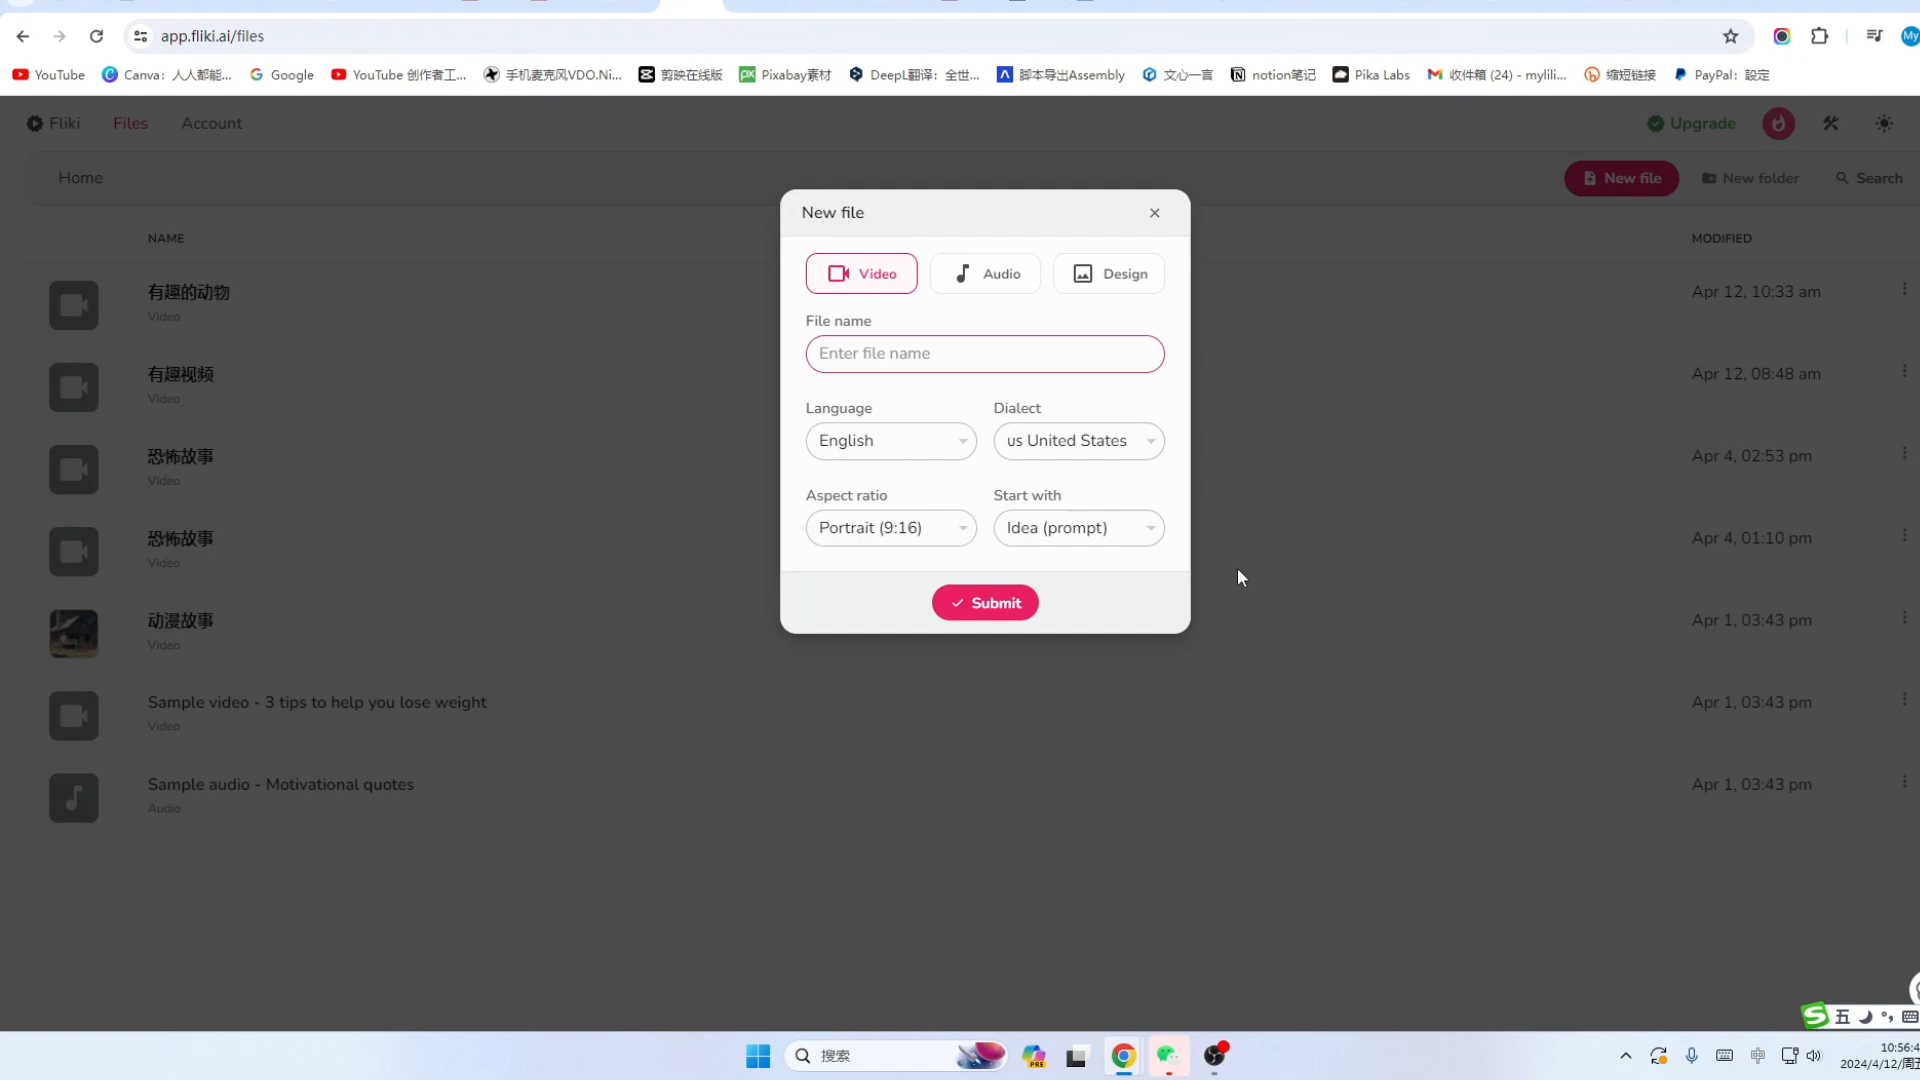 app.fliki.ai/files
My
YouTube
Canva：人人都能...
Google
YouTube 创作者工...
手机麦克风VDO.Ni...
剪映在线版
Pixabay素材
DeepL翻译：全世...
脚本导出Assembly
文心一言
notion笔记
Pika Labs
收件箱 (24) - mylili...
缩短链接
PayPal：設定
Fliki
Files
Account
Upgrade
Home
New file
New folder
Search
New file
NAME
MODIFIED
Video
Audio
Design
有趣的动物
Video
Apr 12, 10:33 am
File name
Enter file name
有趣视频
Video
Apr 12, 08:48 am
Language
Dialect
English
us United States
恐怖故事
Video
Apr 4, 02:53 pm
Aspect ratio
Start with
Portrait (9:16)
Idea (prompt)
恐怖故事
Video
Apr 4, 01:10 pm
Submit
动漫故事
Video
Apr 1, 03:43 pm
Sample video - 3 tips to help you lose weight
Video
Apr 1, 03:43 pm
Sample audio - Motivational quotes
Audio
Apr 1, 03:43 pm
五
搜索
PRE
中
10:56:4
2024/4/12/周五